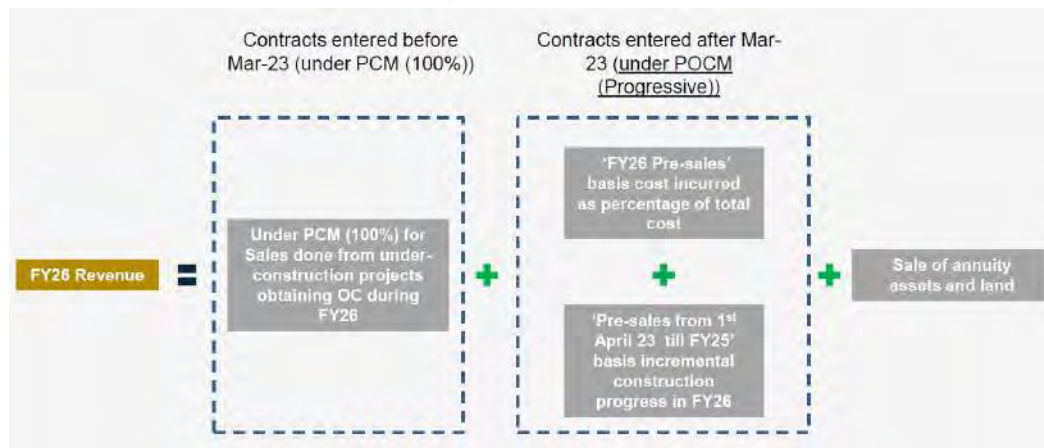 Contracts entered before
Mar-23 (under PCM (100%))
Contracts entered after Mar-
23 (under POCM
(Progressive))
FY26 Revenue
=
Under PCM (100%) for
Sales done from under-
construction projects
obtaining OC during
FY26
+
'FY26 Pre-sales'
basis cost incurred
as percentage of total
cost
+
'Pre-sales from 1st
April 23 till FY25'
basis incremental
construction
progress in FY26
+
Sale of annuity
assets and land